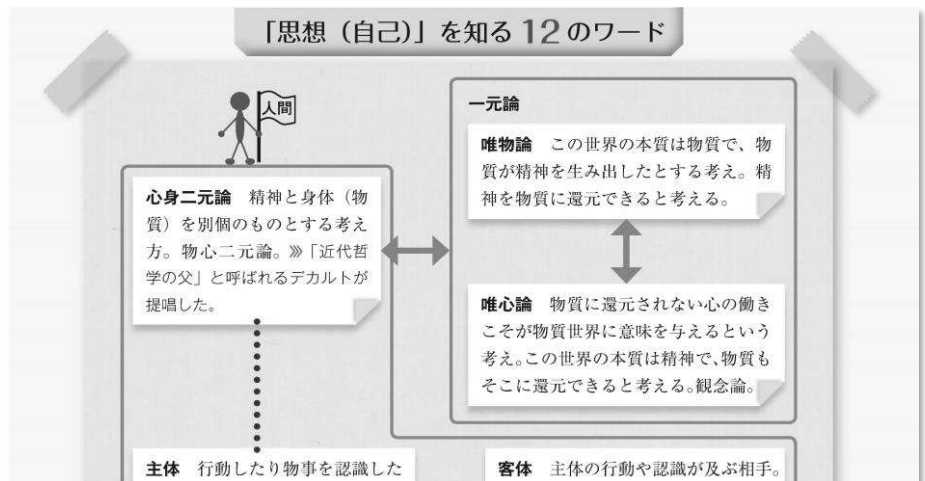 「思想（自己）」を知る12のワード
人間
心身二元論　精神と身体（物
質）を別個のものとする考え
方。物心二元論。》「近代哲
学の父」と呼ばれるデカルトが
提唱した。
一元論
唯物論　この世界の本質は物質で、物
質が精神を生み出したとする考え。精
神を物質に還元できると考える。
唯心論　物質に還元されない心の働き
こそが物質世界に意味を与えるという
考え。この世界の本質は精神で、物質も
そこに還元できると考える。観念論。
主体　行動したり物事を認識した
客体　主体の行動や認識が及ぶ相手。